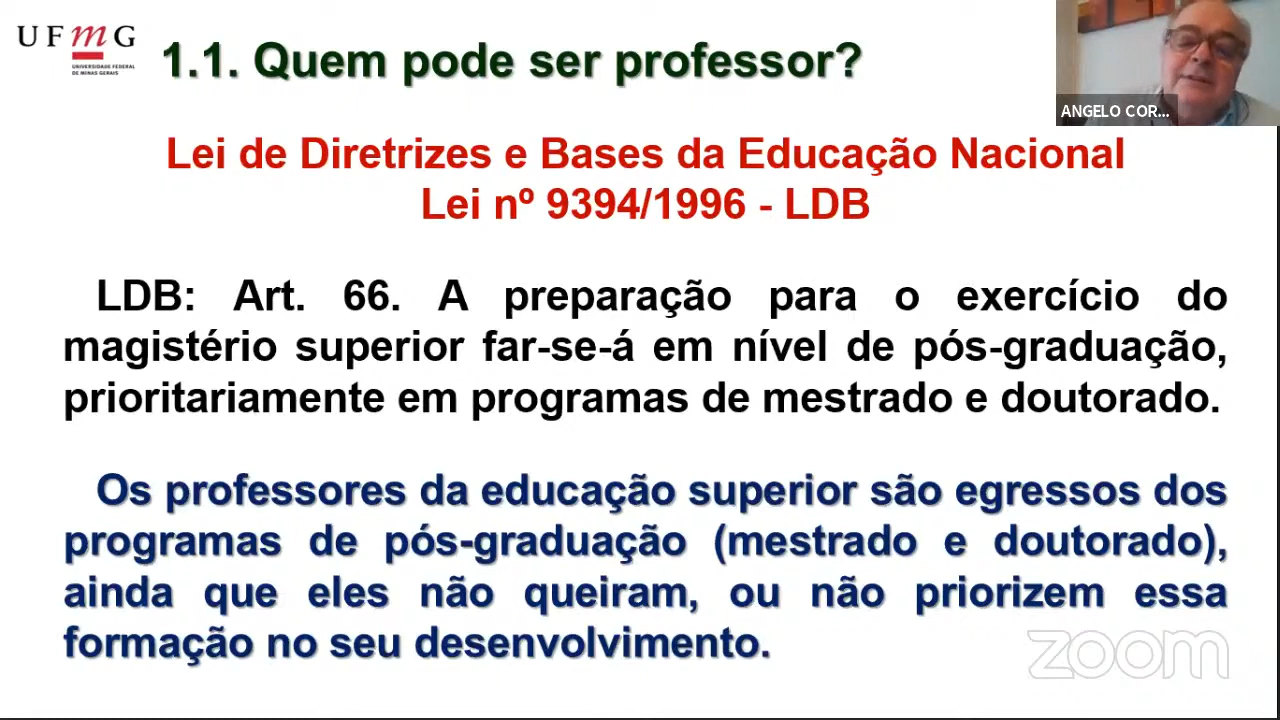 UFmG
UNIVERSIDADE FEDERAL
DE MINAS GERAIS
1.1. Quem pode ser professor?
ANGELO COR...
Lei de Diretrizes e Bases da Educação Nacional
Lei nº 9394/1996 - LDB
LDB: Art. 66. A preparação para o exercício do
magistério superior far-se-á em nível de pós-graduação,
prioritariamente em programas de mestrado e doutorado.
Os professores da educação superior são egressos dos
programas de pós-graduação (mestrado e doutorado),
ainda que eles não queiram, ou não priorizem essa
formação no seu desenvolvimento.
zoom